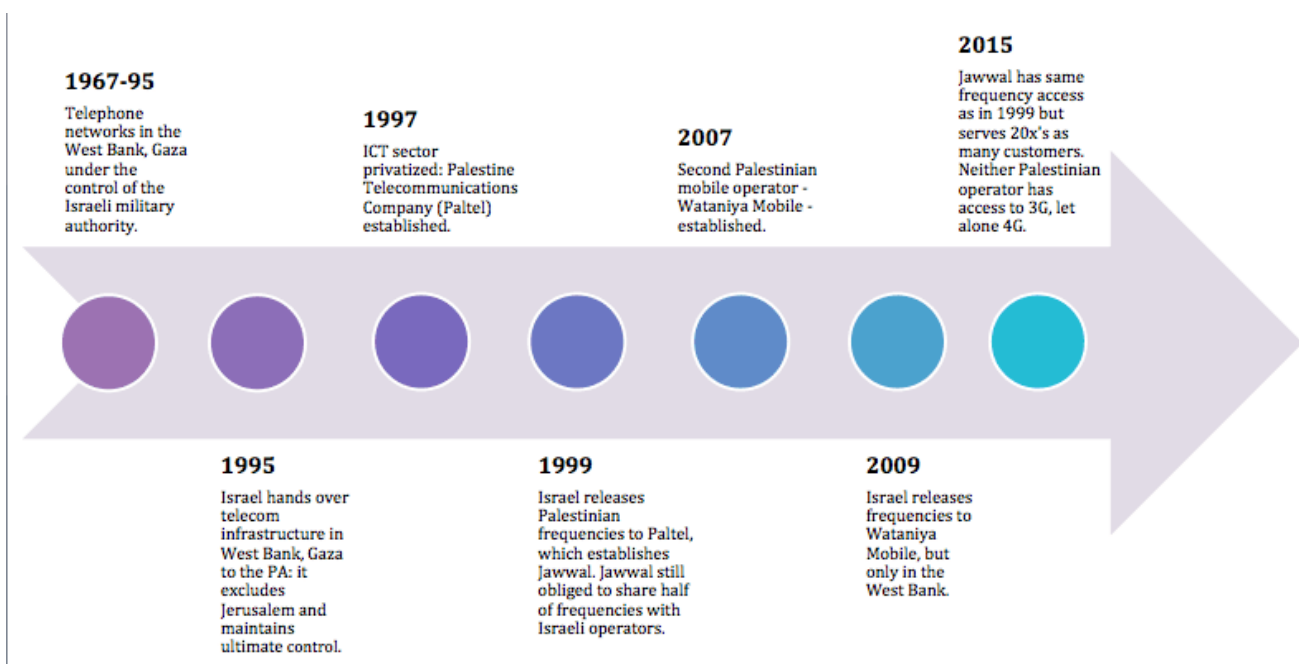 1967-95
Telephone
networks in the
West Bank, Gaza
under the
control of the
Israeli military
authority.
1995
Israel hands over
telecom
infrastructure in
West Bank, Gaza
to the PA: it
excludes
Jerusalem and
maintains
ultimate control.
1997
ICT sector
privatized: Palestine
Telecommunications
Company (Paltel)
established.
1999
Israel releases
Palestinian
frequencies to Paltel,
which establishes
Jawwal. Jawwal still
obliged to share half
of frequencies with
Israeli operators.
2007
Second Palestinian
mobile operator -
Wataniya Mobile -
established.
2009
Israel releases
frequencies to
Wataniya
Mobile, but
only in the
West Bank.
2015
Jawwal has same
frequency access
as in 1999 but
serves 20x's as
many customers.
Neither Palestinian
operator has
access to 3G, let
alone 4G.